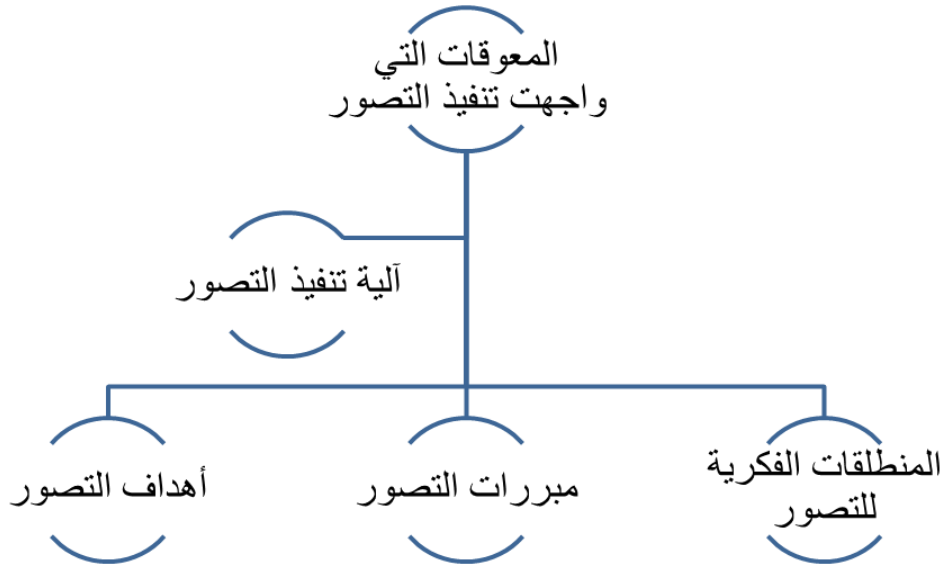 المعوقات التي
واجهت تنفيذ التصور
آلية تنفيذ التصور
المنطلقات الفكرية
للتصور
مبررات التصور
أهداف التصور